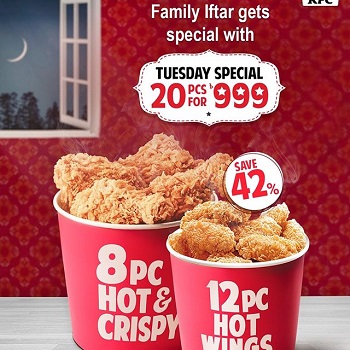 KFC
Family Iftar gets
special with
TUESDAY SPECIAL
20 PCS FOR ৳999
SAVE
42%
8PC
HOT &
CRISPY
12PC
HOT
WINGS